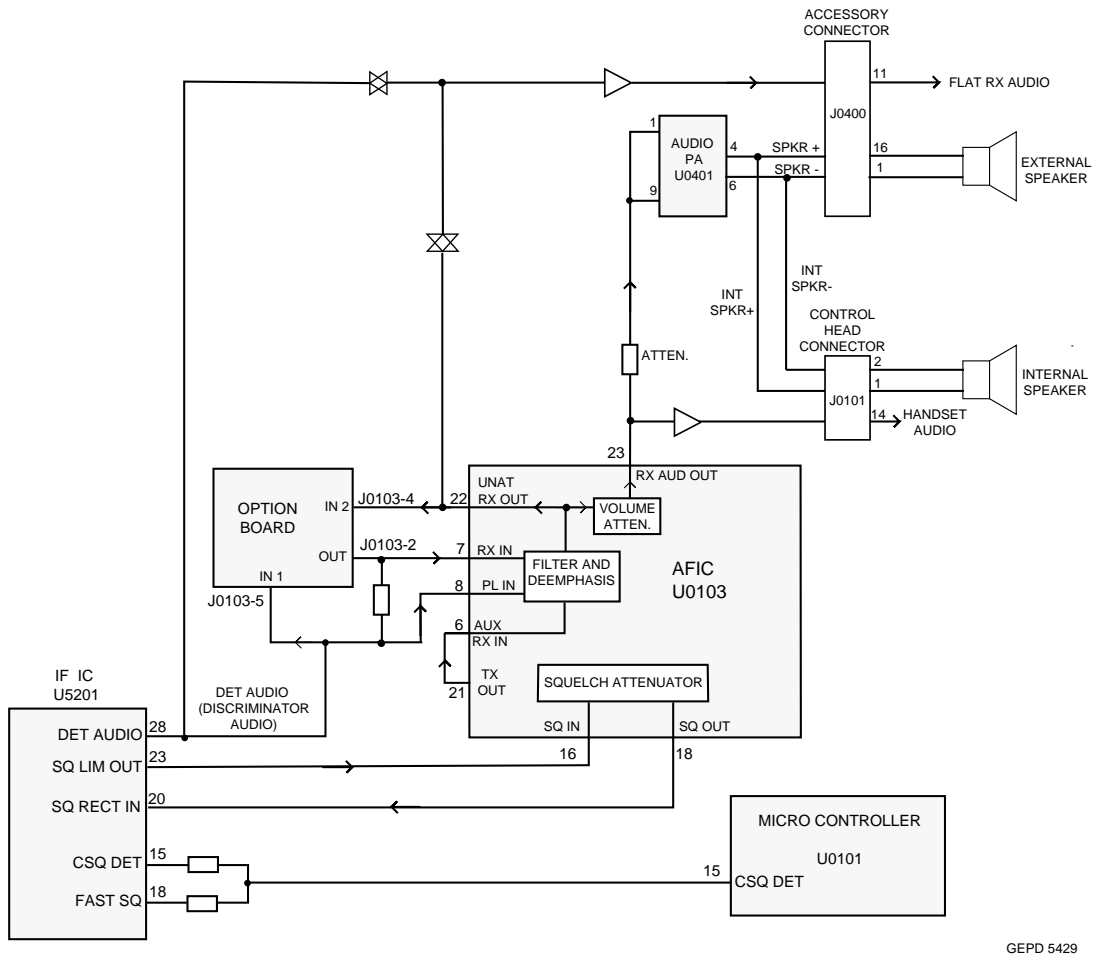 ACCESSORY
CONNECTOR
11
FLAT RX AUDIO
J0400
1
AUDIO
PA
U0401
4
SPKR +
16
EXTERNAL
SPEAKER
SPKR -
1
9
6
INT
SPKR+
INT
SPKR-
CONTROL
HEAD
CONNECTOR
ATTEN.
2
INTERNAL
SPEAKER
1
J0101
14
HANDSET
AUDIO
23
RX AUD OUT
OPTION
BOARD
IN 2
J0103-4
22
UNAT
RX OUT
VOLUME
ATTEN.
OUT
J0103-2
7
RX IN
FILTER AND
DEEMPHASIS
AFIC
U0103
IN 1
J0103-5
8
PL IN
6
AUX
RX IN
21
TX
OUT
SQUELCH ATTENUATOR
IF IC
U5201
DET AUDIO
(DISCRIMINATOR
AUDIO)
SQ IN
SQ OUT
DET AUDIO
28
16
18
SQ LIM OUT
23
SQ RECT IN
20
MICRO CONTROLLER
U0101
CSQ DET
15
15
CSQ DET
FAST SQ
18
GEPD 5429